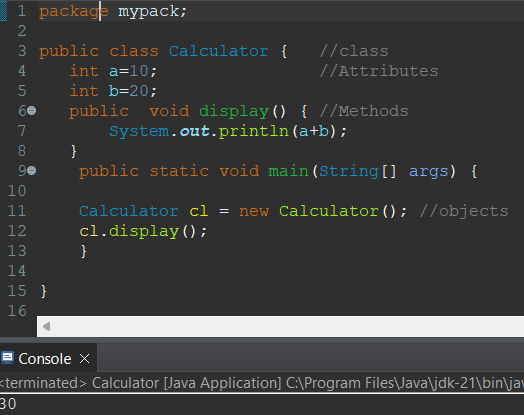 1 package mypack;
2
3 public class Calculator {   //class
4    int a=10;                //Attributes
5    int b=20;
6    public  void display() { //Methods
7        System.out.println(a+b);
8    }
9     public static void main(String[] args) {
10
11     Calculator cl = new Calculator(); //objects
12     cl.display();
13     }
14
15 }
16
Console
<terminated> Calculator [Java Application] C:\Program Files\Java\jdk-21\bin\jav
30